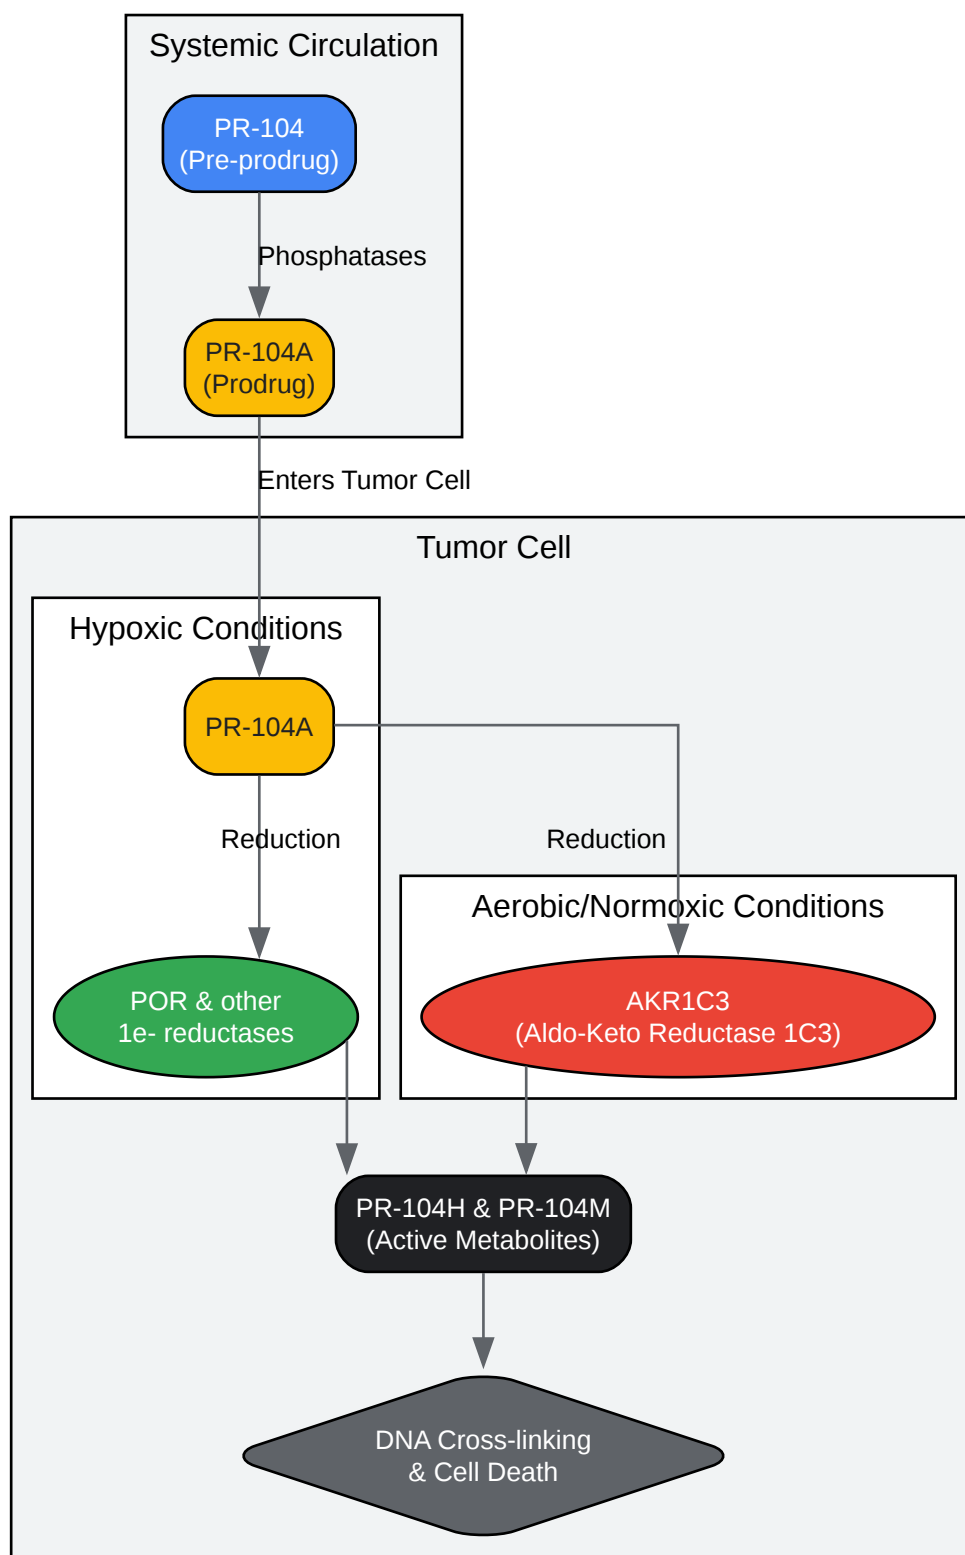 Systemic Circulation
PR-104
(Pre-prodrug)
Phosphatases
PR-104A
(Prodrug)
Enters Tumor Cell
Tumor Cell
Hypoxic Conditions
PR-104A
Reduction
Reduction
Aerobic/Normoxic Conditions
POR & other
1e- reductases
AKR1C3
(Aldo-Keto Reductase 1C3)
PR-104H & PR-104M
(Active Metabolites)
DNA Cross-linking
& Cell Death